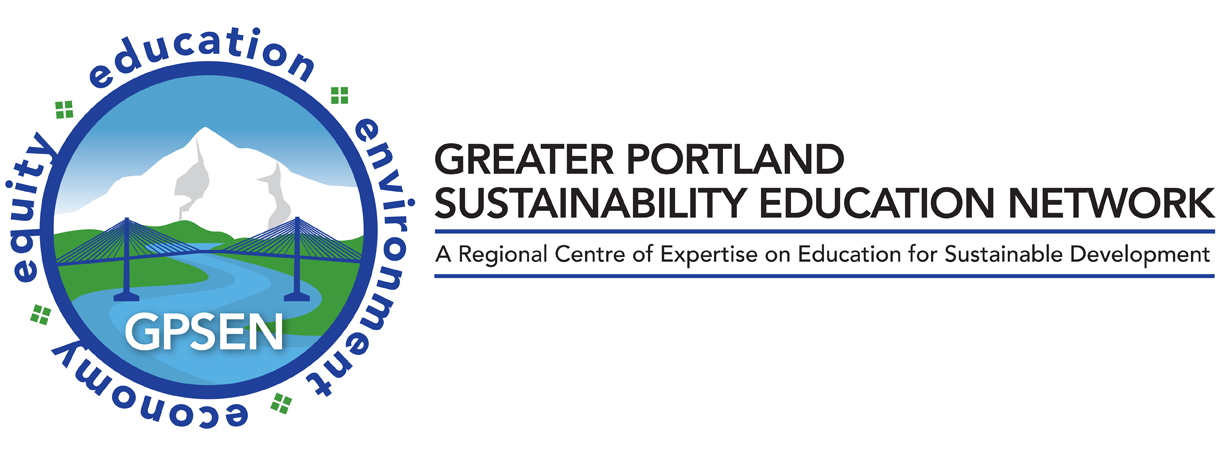 education
environment
economy
equity
GPSEN
GREATER PORTLAND
SUSTAINABILITY EDUCATION NETWORK
A Regional Centre of Expertise on Education for Sustainable Development